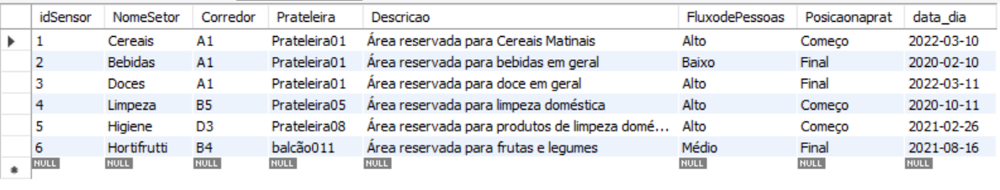 idSensor NomeSetor Corredor Prateleira Descricao FluxodePessoas Posicaonaprat data_dia
1 Cereais A1 Prateleira01 Área reservada para Cereais Matinais Alto Começo 2022-03-10
2 Bebidas A1 Prateleira01 Área reservada para bebidas em geral Baixo Final 2020-02-10
3 Doces A1 Prateleira01 Área reservada para doce em geral Alto Final 2022-03-11
4 Limpeza B5 Prateleira05 Área reservada para limpeza doméstica Alto Começo 2020-10-11
5 Higiene D3 Prateleira08 Área reservada para produtos de limpeza domé... Alto Começo 2021-02-26
6 Hortifrutti B4 balcão011 Área reservada para frutas e legumes Médio Final 2021-08-16
NULL NULL NULL NULL NULL NULL NULL NULL